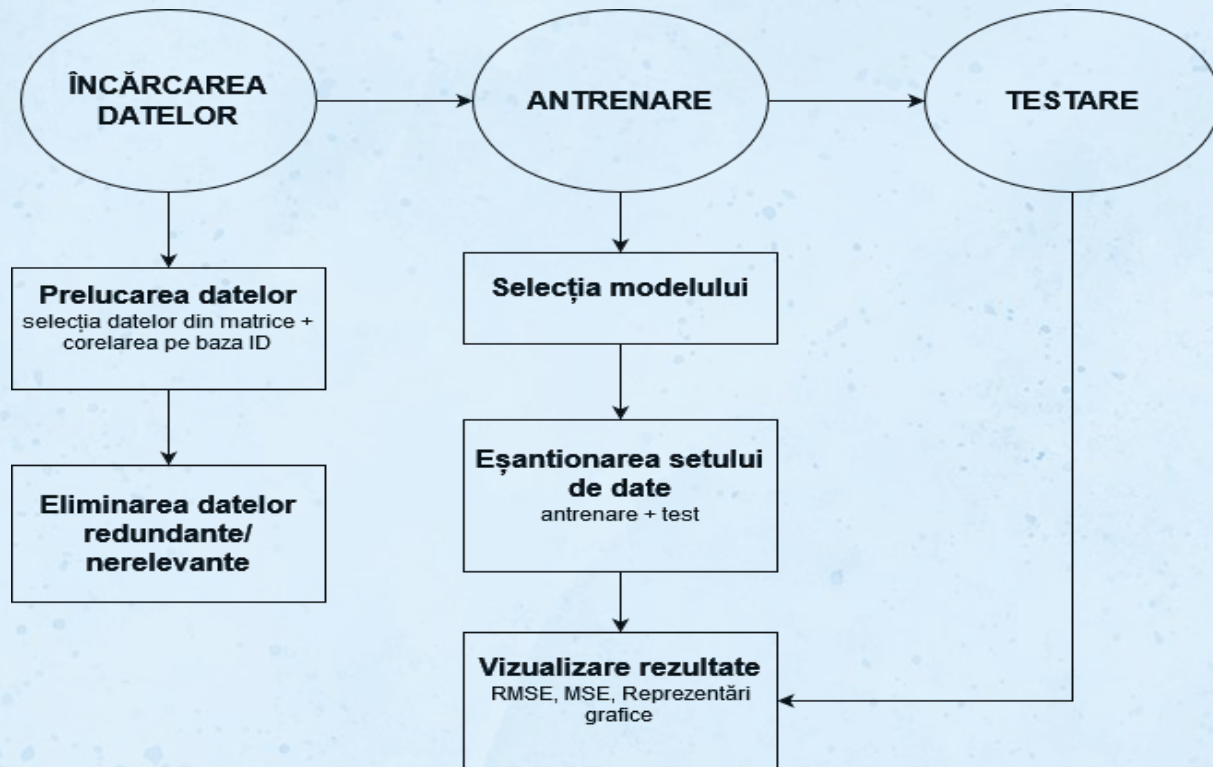 ÎNCĂRCAREA
DATELOR
ANTRENARE
TESTARE
Prelucarea datelor
selecția datelor din matrice +
corelarea pe baza ID
Eliminarea datelor
redundante/
nerelevante
Selecția modelului
Eșantionarea setului
de date
antrenare + test
Vizualizare rezultate
RMSE, MSE, Reprezentări
grafice